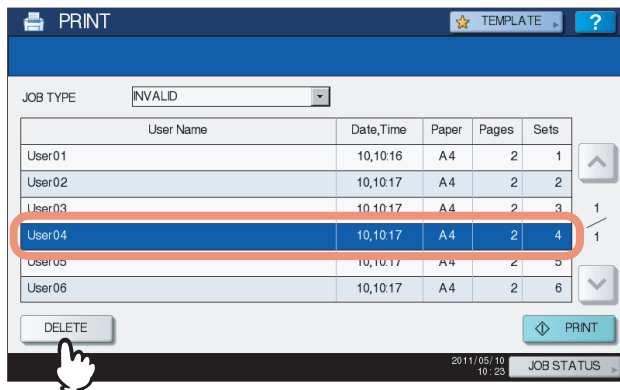 PRINT TEMPLATE ?
JOB TYPE INVALID
User Name Date,Time Paper Pages Sets
User01 10,10:16 A4 2 1
User02 10,10:17 A4 2 2
User03 10,10:17 A4 2 3
User04 10,10:17 A4 2 4
User05 10,10:17 A4 2 5
User06 10,10:17 A4 2 6
1
1
DELETE PRINT
2011/05/10
10:23 JOB STATUS